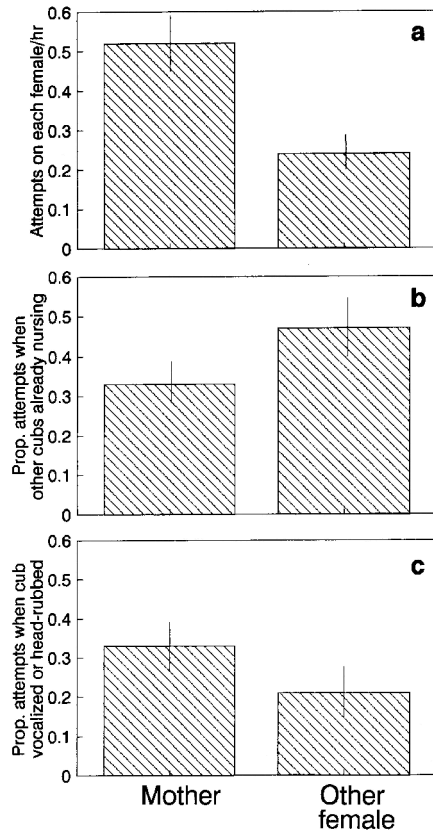 a
Attempts on each female/hr
0.6
0.5
0.4
0.3
0.2
0.1
0
b
Prop. attempts when
other cubs already nursing
0.6
0.5
0.4
0.3
0.2
0.1
0
c
Prop. attempts when cub
vocalized or head-rubbed
0.6
0.5
0.4
0.3
0.2
0.1
0
Mother
Other
female